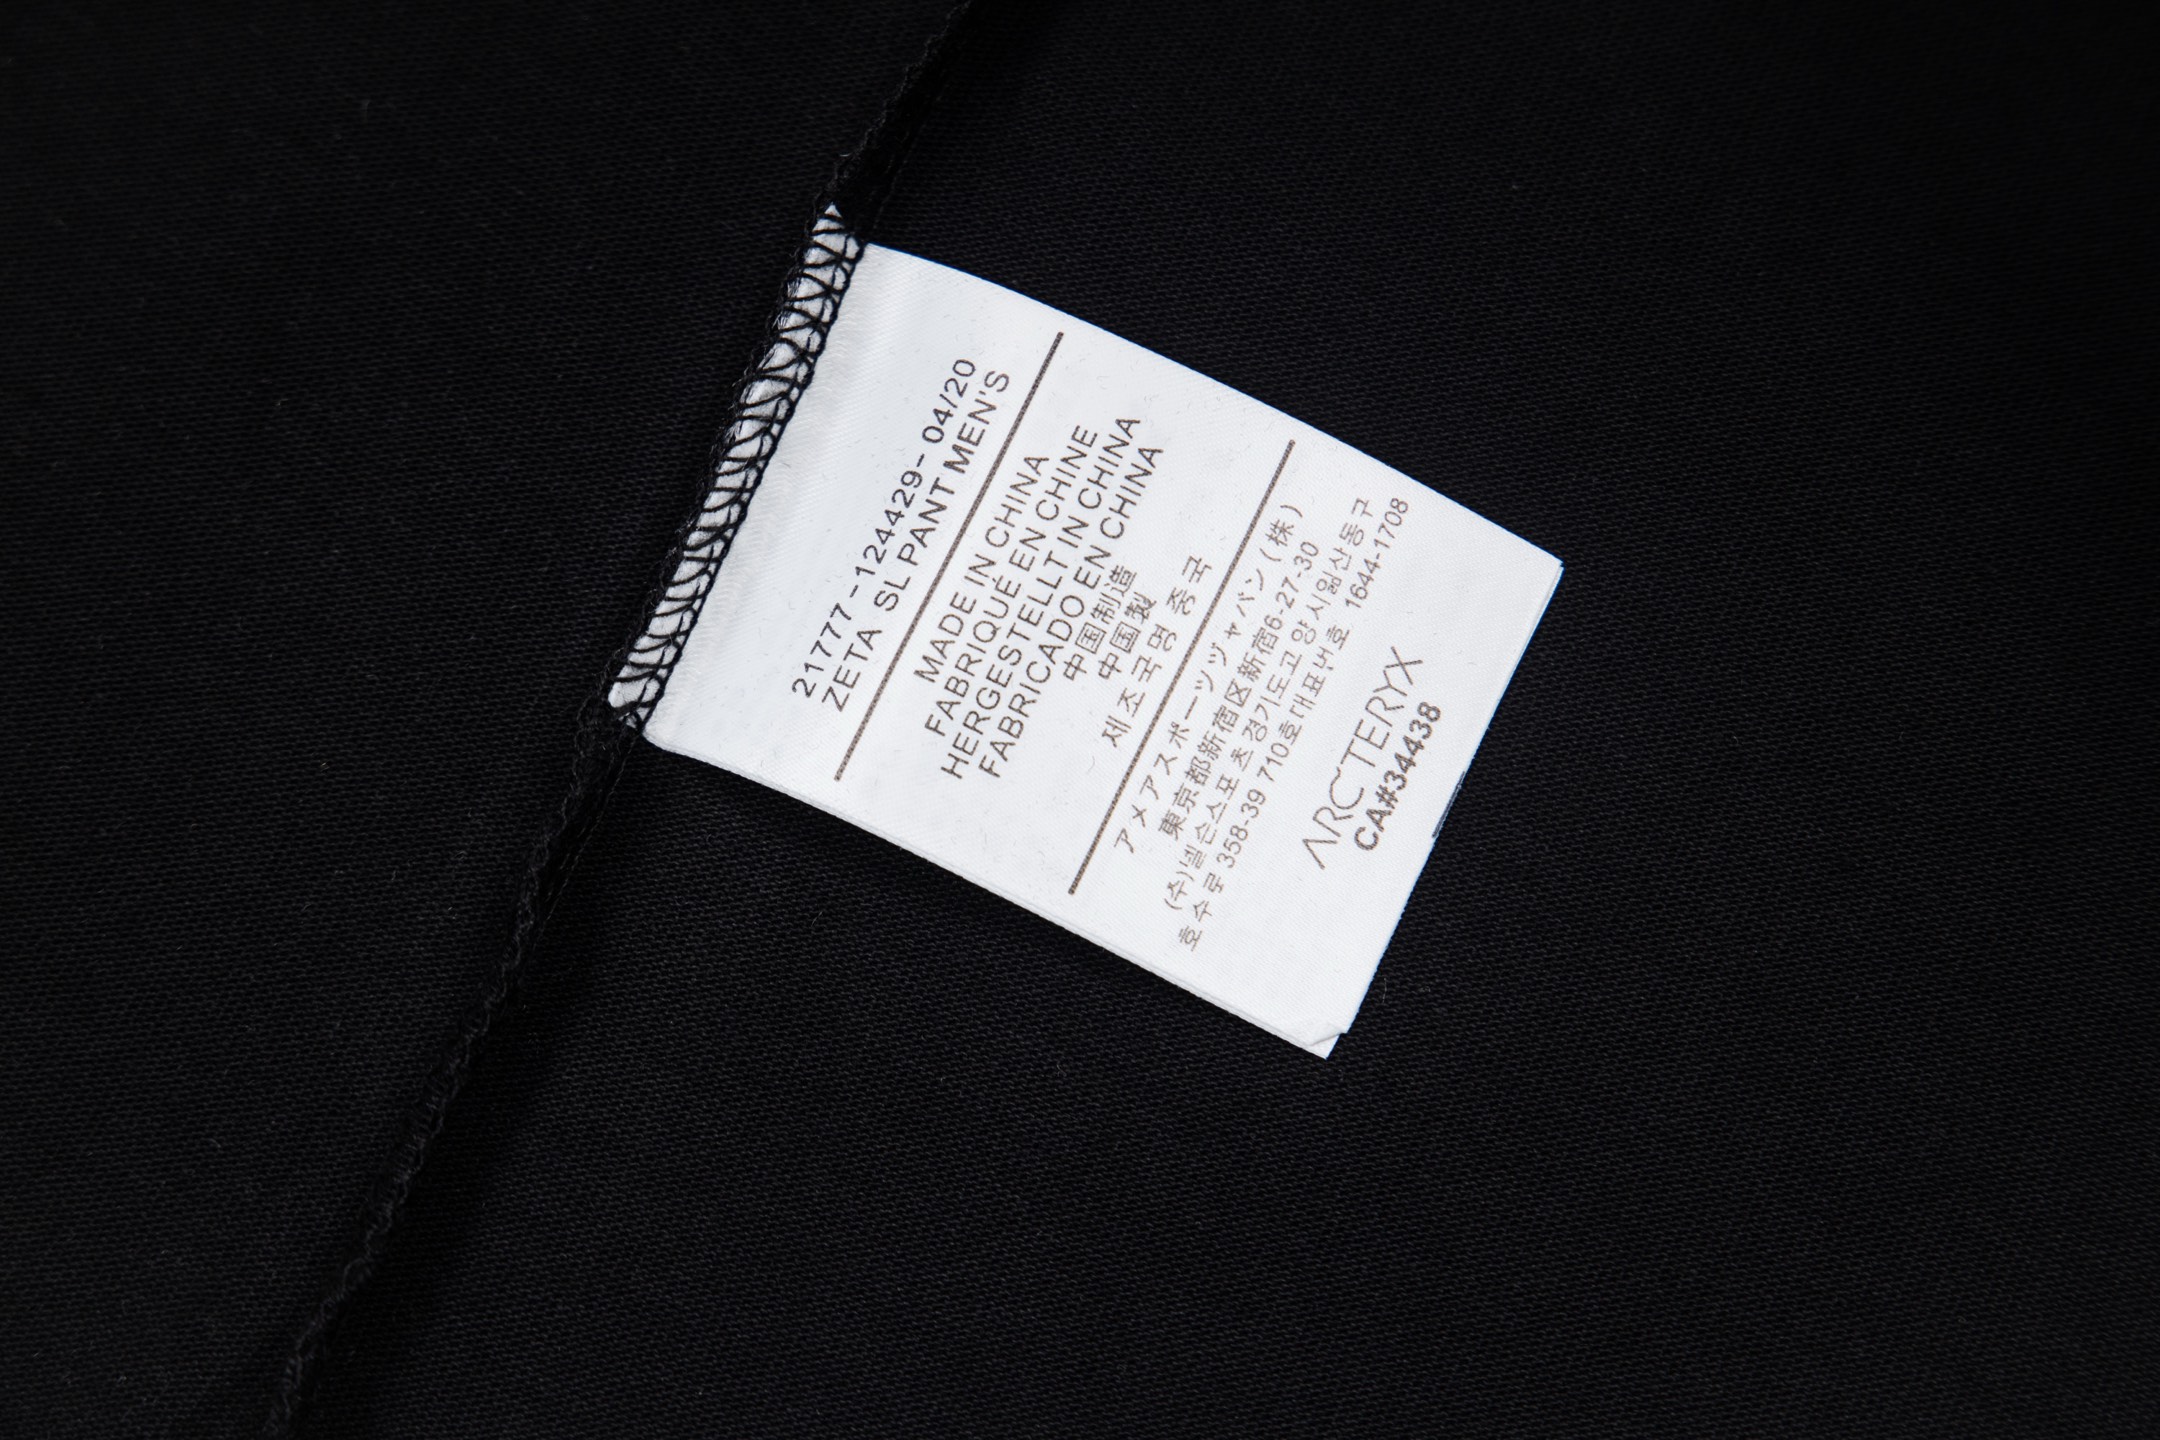 21777-124429-04/20
ZETA SL PANT MEN'S
MADE IN CHINA
FABRIQUÉ EN CHINE
HERGESTELLT IN CHINA
FABRICADO EN CHINA
中国制造
中国製
제조국명 중국
アメアスポーツッジャパン(株)
東京都新宿区新宿6-27-30
(주)넬슨스포츠 경기도고양시일산동구
호수로 358-39 710호 대표번호 1644-1708
ARC'TERYX
CA#34438